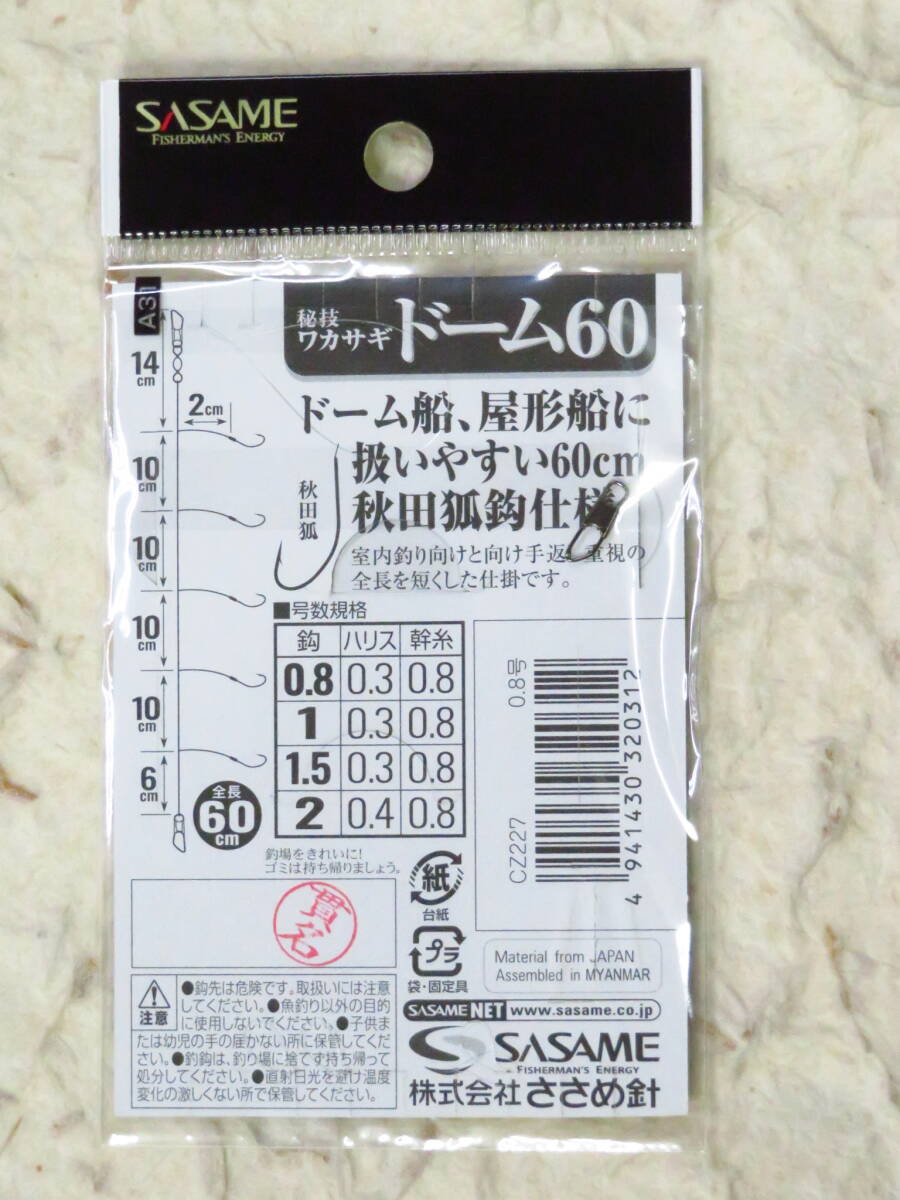 SASAME
FISHERMAN'S ENERGY
A31
秘技
ワカサギ
ドーム60
14cm
2cm
10cm
10cm
10cm
10cm
6cm
全長
60cm
ドーム船、屋形船に
扱いやすい60cm
秋田狐鈎仕様
秋田狐
室内釣り向けと向け手返し重視の
全長を短くした仕掛です。
■号数規格
鈎 ハリス 幹糸
0.8 0.3 0.8
1 0.3 0.8
1.5 0.3 0.8
2 0.4 0.8
0.8号
CZ227
4 941430 320312
釣場をきれいに!
ゴミは持ち帰りましょう。
紙
台紙
プラ
袋・固定具
Material from JAPAN
Assembled in MYANMAR
注意
●鈎先は危険です。取扱いには注意
してください。●魚釣り以外の目的
に使用しないでください。●子供ま
たは幼児の手の届かない所に保管してくだ
さい。●釣鈎は、釣り場に捨てず持ち帰って
処分してください。●直射日光を避け温度
変化の激しくない所で保管してください。
SASAME NET www.sasame.co.jp
SASAME
FISHERMAN'S ENERGY
株式会社ささめ針